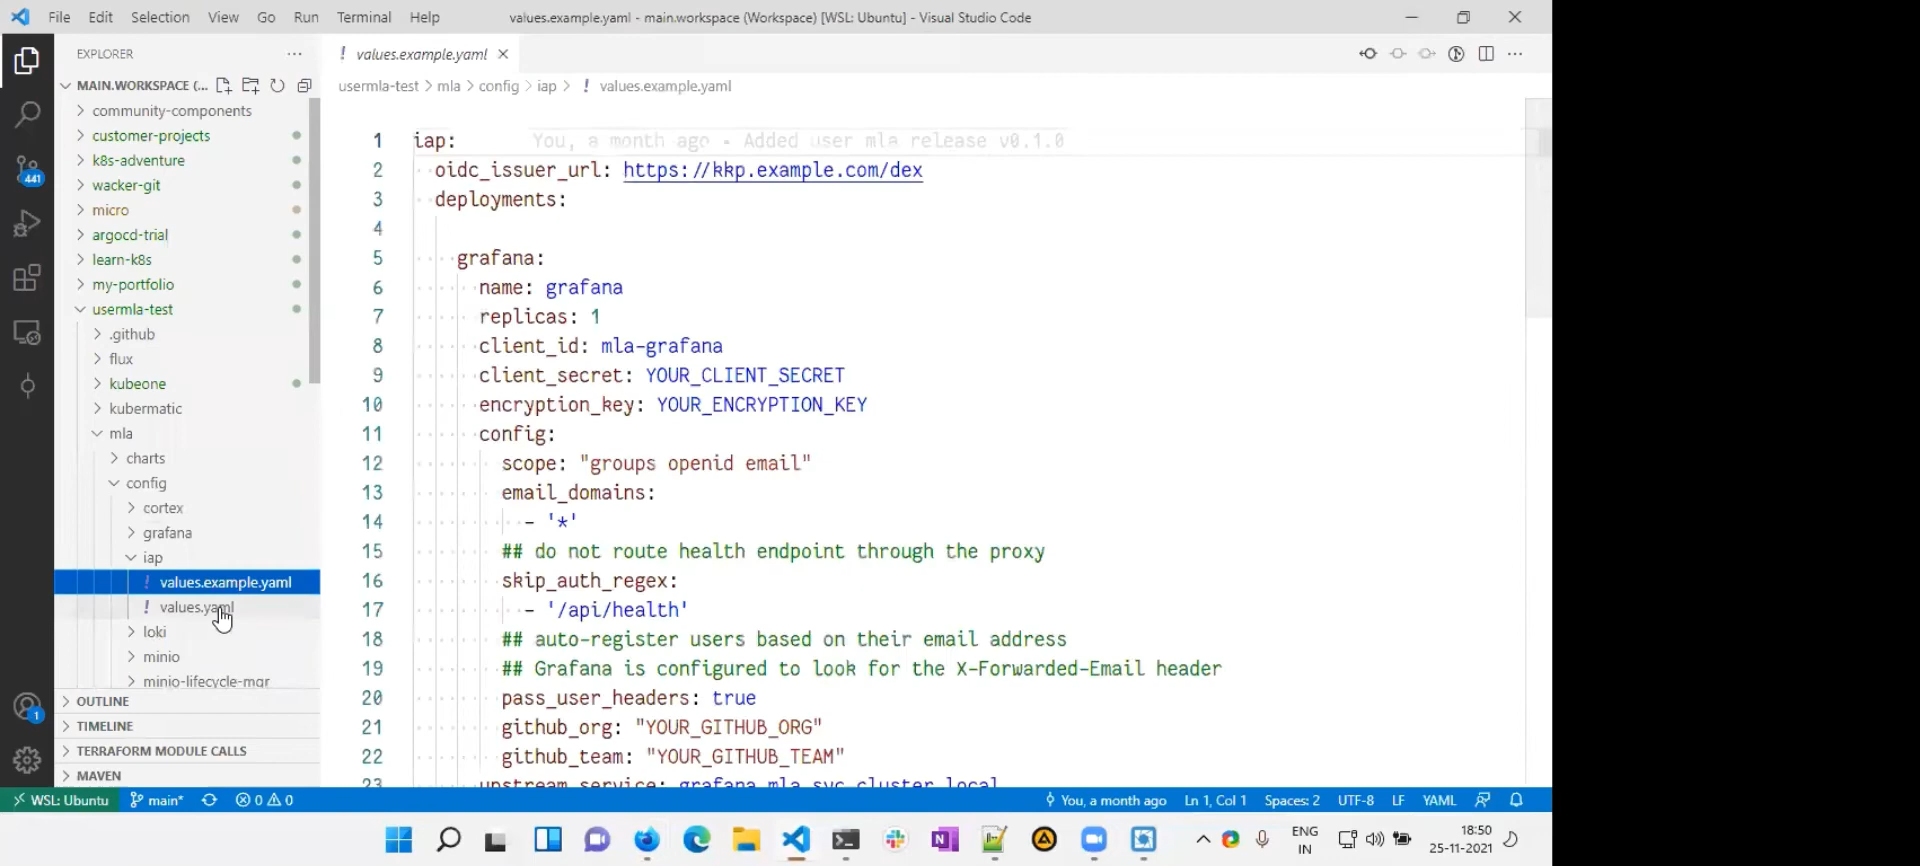 File Edit Selection View Go Run Terminal Help values.example.yaml - main.workspace (Workspace) [WSL: Ubuntu] - Visual Studio Code
EXPLORER
MAIN.WORKSPACE (...
community-components
customer-projects
k8s-adventure
wacker-git
micro
argocd-trial
learn-k8s
my-portfolio
usermla-test
.github
flux
kubeone
kubermatic
mla
charts
config
cortex
grafana
iap
! values.example.yaml
! values.yaml
loki
minio
minio-lifecycle-mgr
OUTLINE
TIMELINE
TERRAFORM MODULE CALLS
MAVEN
441
1
! values.example.yaml
usermla-test > mla > config > iap > ! values.example.yaml
1 iap: You, a month ago • Added user mla release v0.1.0
2 oidc_issuer_url: https://kkp.example.com/dex
3 deployments:
4
5 grafana:
6 name: grafana
7 replicas: 1
8 client_id: mla-grafana
9 client_secret: YOUR_CLIENT_SECRET
10 encryption_key: YOUR_ENCRYPTION_KEY
11 config:
12 scope: "groups openid email"
13 email_domains:
14 - '*'
15 ## do not route health endpoint through the proxy
16 skip_auth_regex:
17 - '/api/health'
18 ## auto-register users based on their email address
19 ## Grafana is configured to look for the X-Forwarded-Email header
20 pass_user_headers: true
21 github_org: "YOUR_GITHUB_ORG"
22 github_team: "YOUR_GITHUB_TEAM"
23 upstream_service: grafana.mla.svc.cluster.local
WSL: Ubuntu main* 0 0 You, a month ago Ln 1, Col 1 Spaces: 2 UTF-8 LF YAML
ENG
IN
18:50
25-11-2021